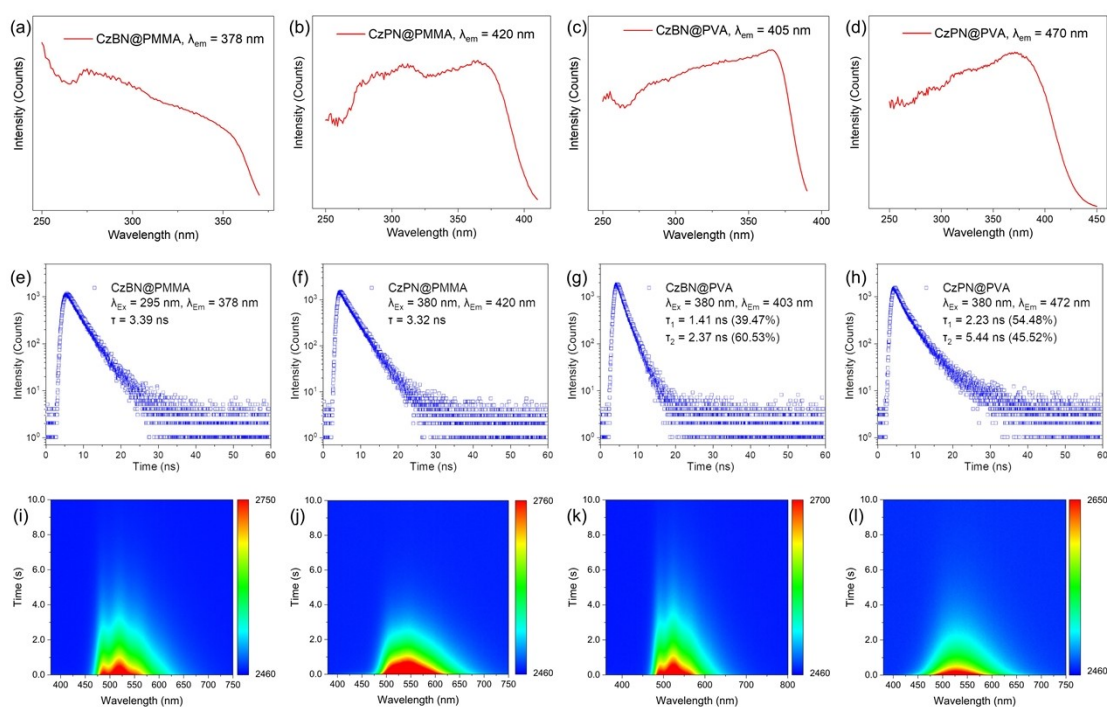 (a)
CzBN@PMMA, λem = 378 nm
Intensity (Counts)
250 300 350
Wavelength (nm)
(b)
CzPN@PMMA, λem = 420 nm
Intensity (Counts)
250 300 350 400
Wavelength (nm)
(c)
CzBN@PVA, λem = 405 nm
Intensity (Counts)
250 300 350 400
Wavelength (nm)
(d)
CzPN@PVA, λem = 470 nm
Intensity (Counts)
250 300 350 400 450
Wavelength (nm)
(e)
CzBN@PMMA
λEx = 295 nm, λEm = 378 nm
τ = 3.39 ns
Intensity (Counts)
10³
10²
10¹
10⁰
0 10 20 30 40 50 60
Time (ns)
(f)
CzPN@PMMA
λEx = 380 nm, λEm = 420 nm
τ = 3.32 ns
Intensity (Counts)
10³
10²
10¹
10⁰
0 10 20 30 40 50 60
Time (ns)
(g)
CzBN@PVA
λEx = 380 nm, λEm = 403 nm
τ1 = 1.41 ns (39.47%)
τ2 = 2.37 ns (60.53%)
Intensity (Counts)
10³
10²
10¹
10⁰
0 10 20 30 40 50 60
Time (ns)
(h)
CzPN@PVA
λEx = 380 nm, λEm = 472 nm
τ1 = 2.23 ns (54.48%)
τ2 = 5.44 ns (45.52%)
Intensity (Counts)
10³
10²
10¹
10⁰
0 10 20 30 40 50 60
Time (ns)
(i)
Time (s)
10.0
8.0
6.0
4.0
2.0
0.0
400 450 500 550 600 650 700 750
Wavelength (nm)
2750
2460
(j)
Time (s)
10.0
8.0
6.0
4.0
2.0
0.0
400 450 500 550 600 650 700 750
Wavelength (nm)
2760
2460
(k)
Time (s)
10.0
8.0
6.0
4.0
2.0
0.0
400 500 600 700 800
Wavelength (nm)
2700
2460
(l)
Time (s)
10.0
8.0
6.0
4.0
2.0
0.0
400 450 500 550 600 650 700 750
Wavelength (nm)
2650
2460